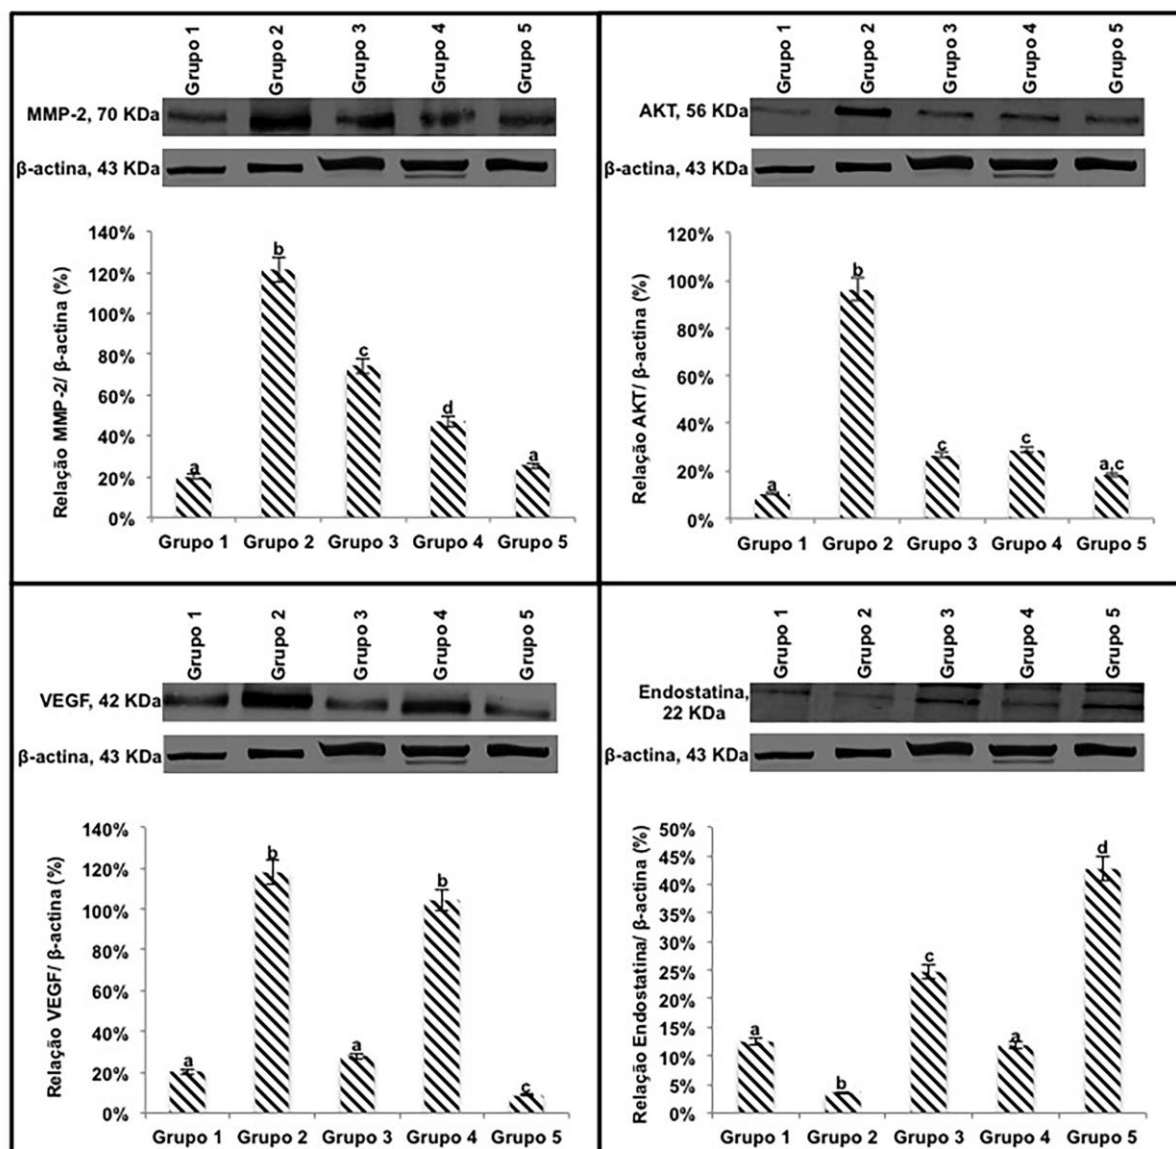 Grupo 1 Grupo 2 Grupo 3 Grupo 4 Grupo 5
MMP-2, 70 KDa
β-actina, 43 KDa
Relação MMP-2/ β-actina (%)
140%
120%
100%
80%
60%
40%
20%
0%
a b c d a
Grupo 1 Grupo 2 Grupo 3 Grupo 4 Grupo 5
Grupo 1 Grupo 2 Grupo 3 Grupo 4 Grupo 5
AKT, 56 KDa
β-actina, 43 KDa
Relação AKT/ β-actina (%)
120%
100%
80%
60%
40%
20%
0%
a b c c a,c
Grupo 1 Grupo 2 Grupo 3 Grupo 4 Grupo 5
Grupo 1 Grupo 2 Grupo 3 Grupo 4 Grupo 5
VEGF, 42 KDa
β-actina, 43 KDa
Relação VEGF/ β-actina (%)
140%
120%
100%
80%
60%
40%
20%
0%
a b a b c
Grupo 1 Grupo 2 Grupo 3 Grupo 4 Grupo 5
Grupo 1 Grupo 2 Grupo 3 Grupo 4 Grupo 5
Endostatina,
22 KDa
β-actina, 43 KDa
Relação Endostatina/ β-actina (%)
50%
45%
40%
35%
30%
25%
20%
15%
10%
5%
0%
a b c a d
Grupo 1 Grupo 2 Grupo 3 Grupo 4 Grupo 5